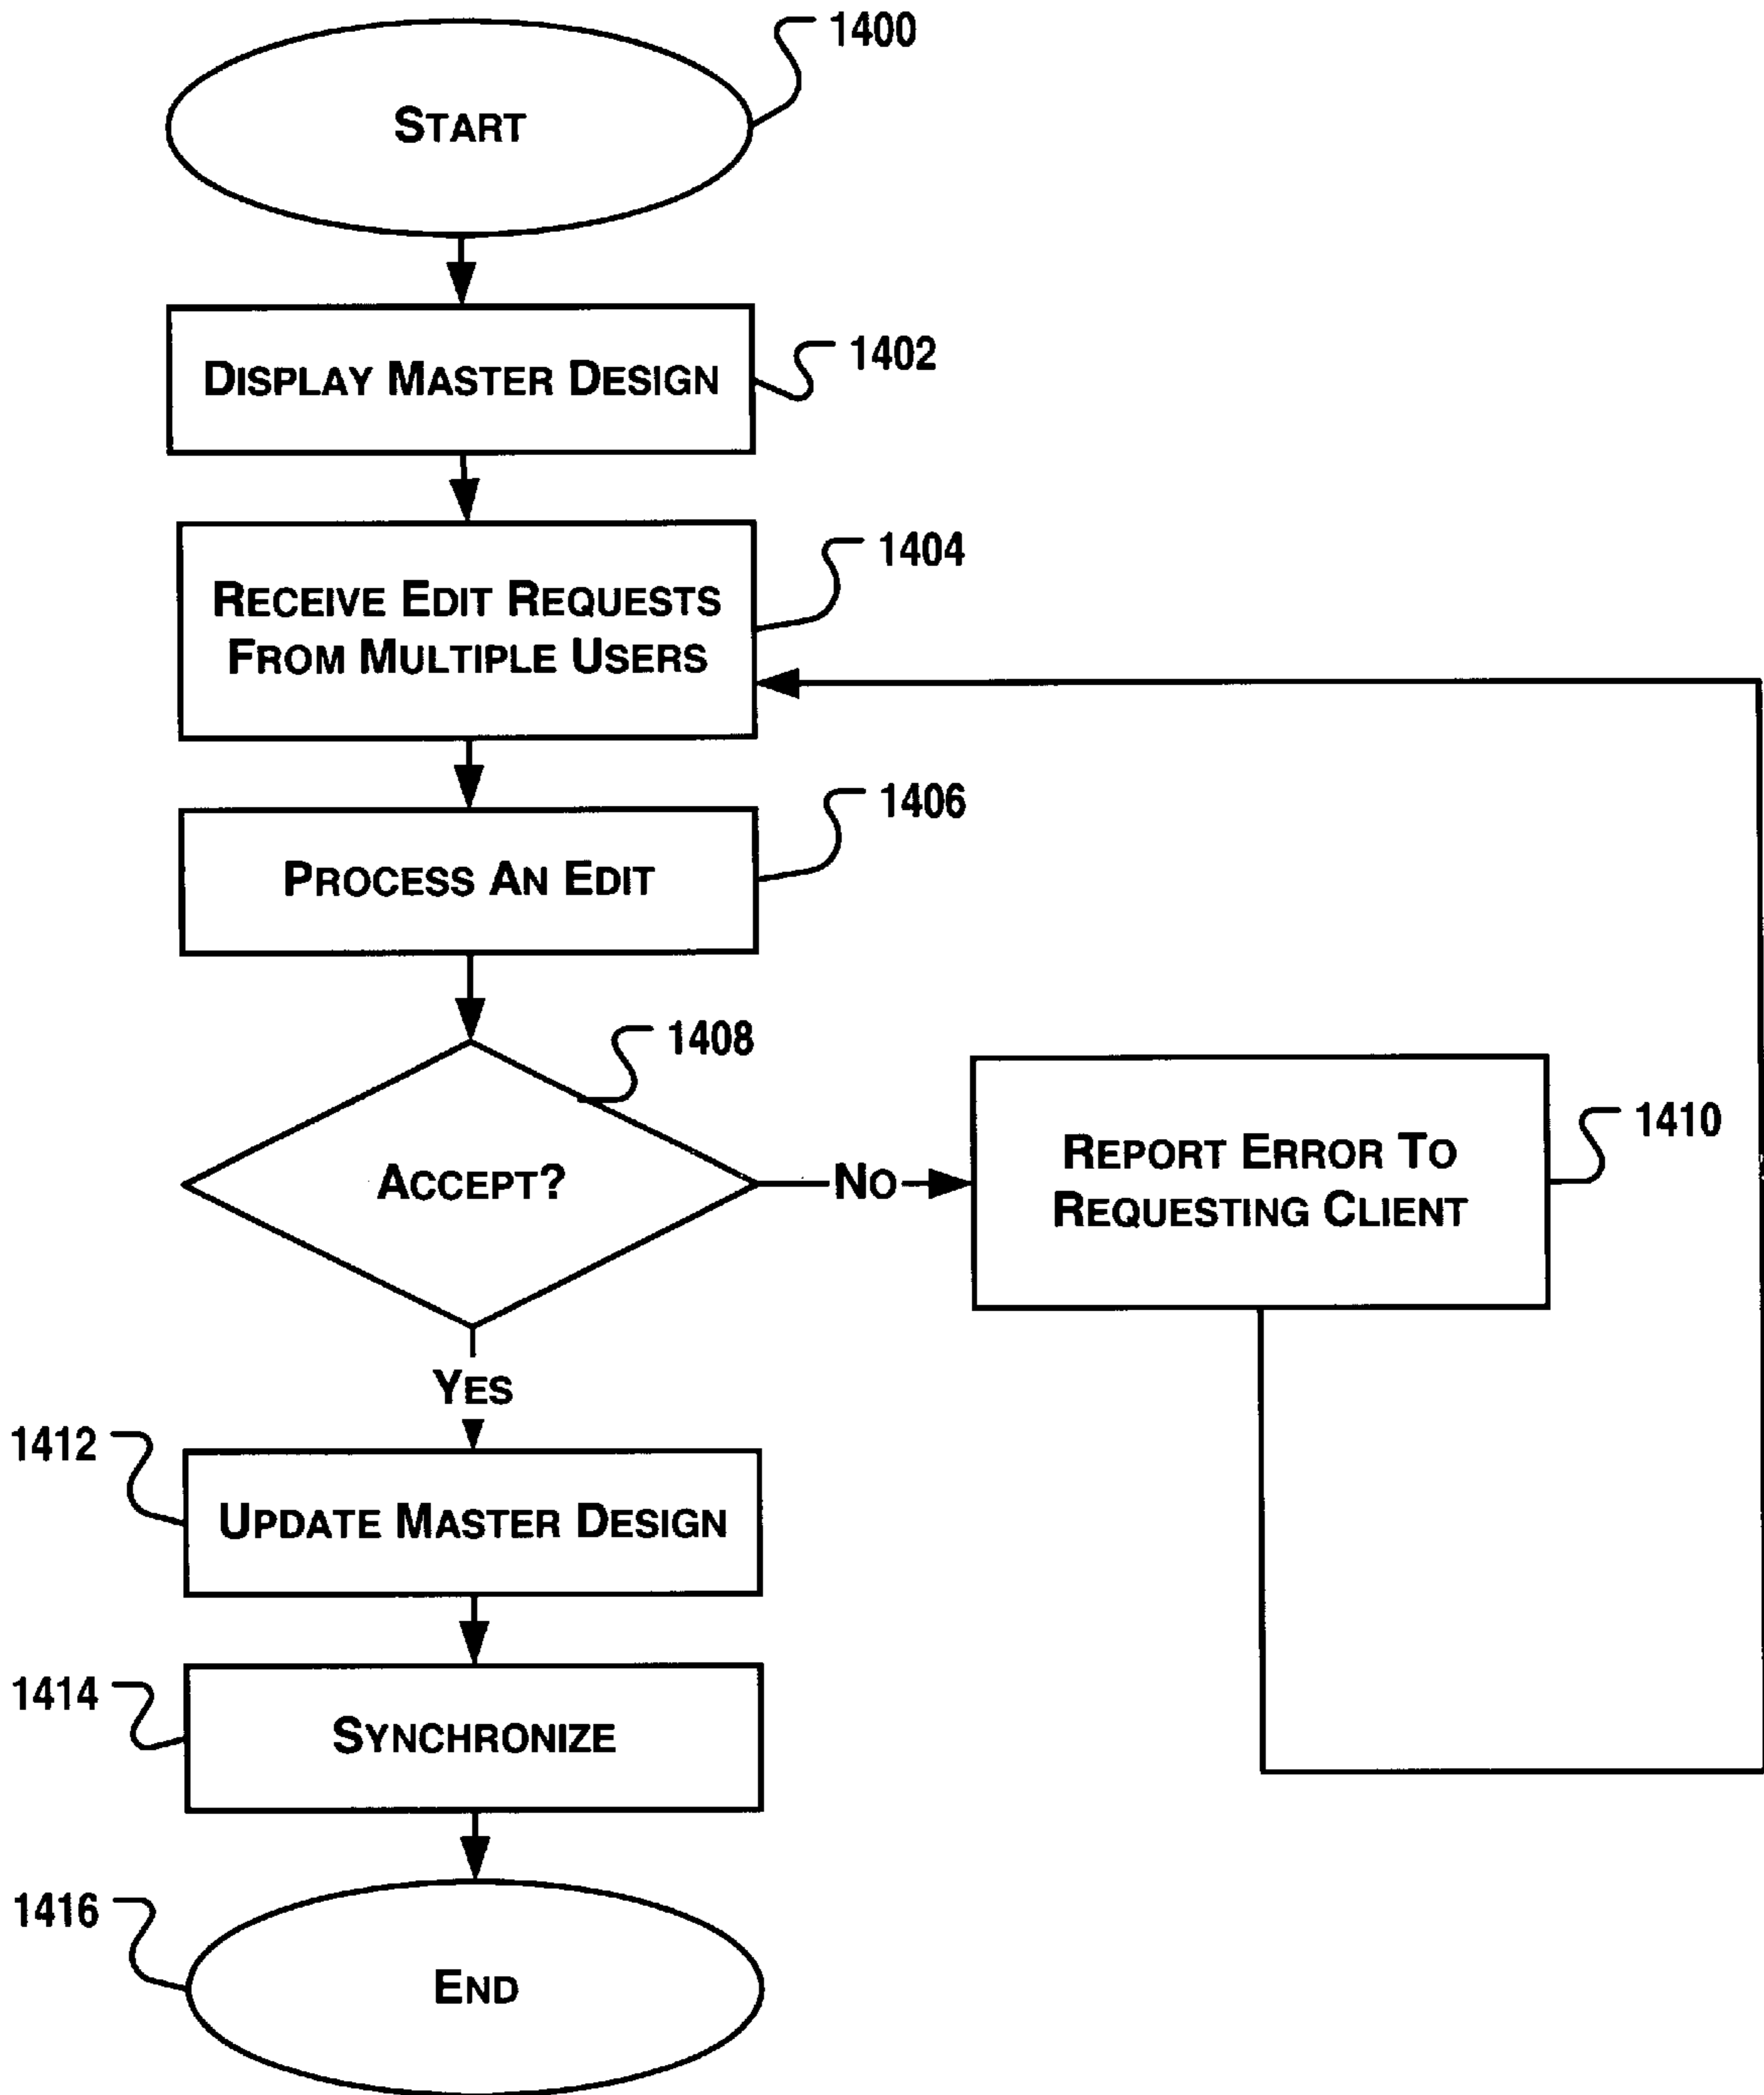 START
1400
DISPLAY MASTER DESIGN
1402
RECEIVE EDIT REQUESTS
FROM MULTIPLE USERS
1404
PROCESS AN EDIT
1406
ACCEPT?
1408
NO
REPORT ERROR TO
REQUESTING CLIENT
1410
YES
1412
UPDATE MASTER DESIGN
1414
SYNCHRONIZE
1416
END